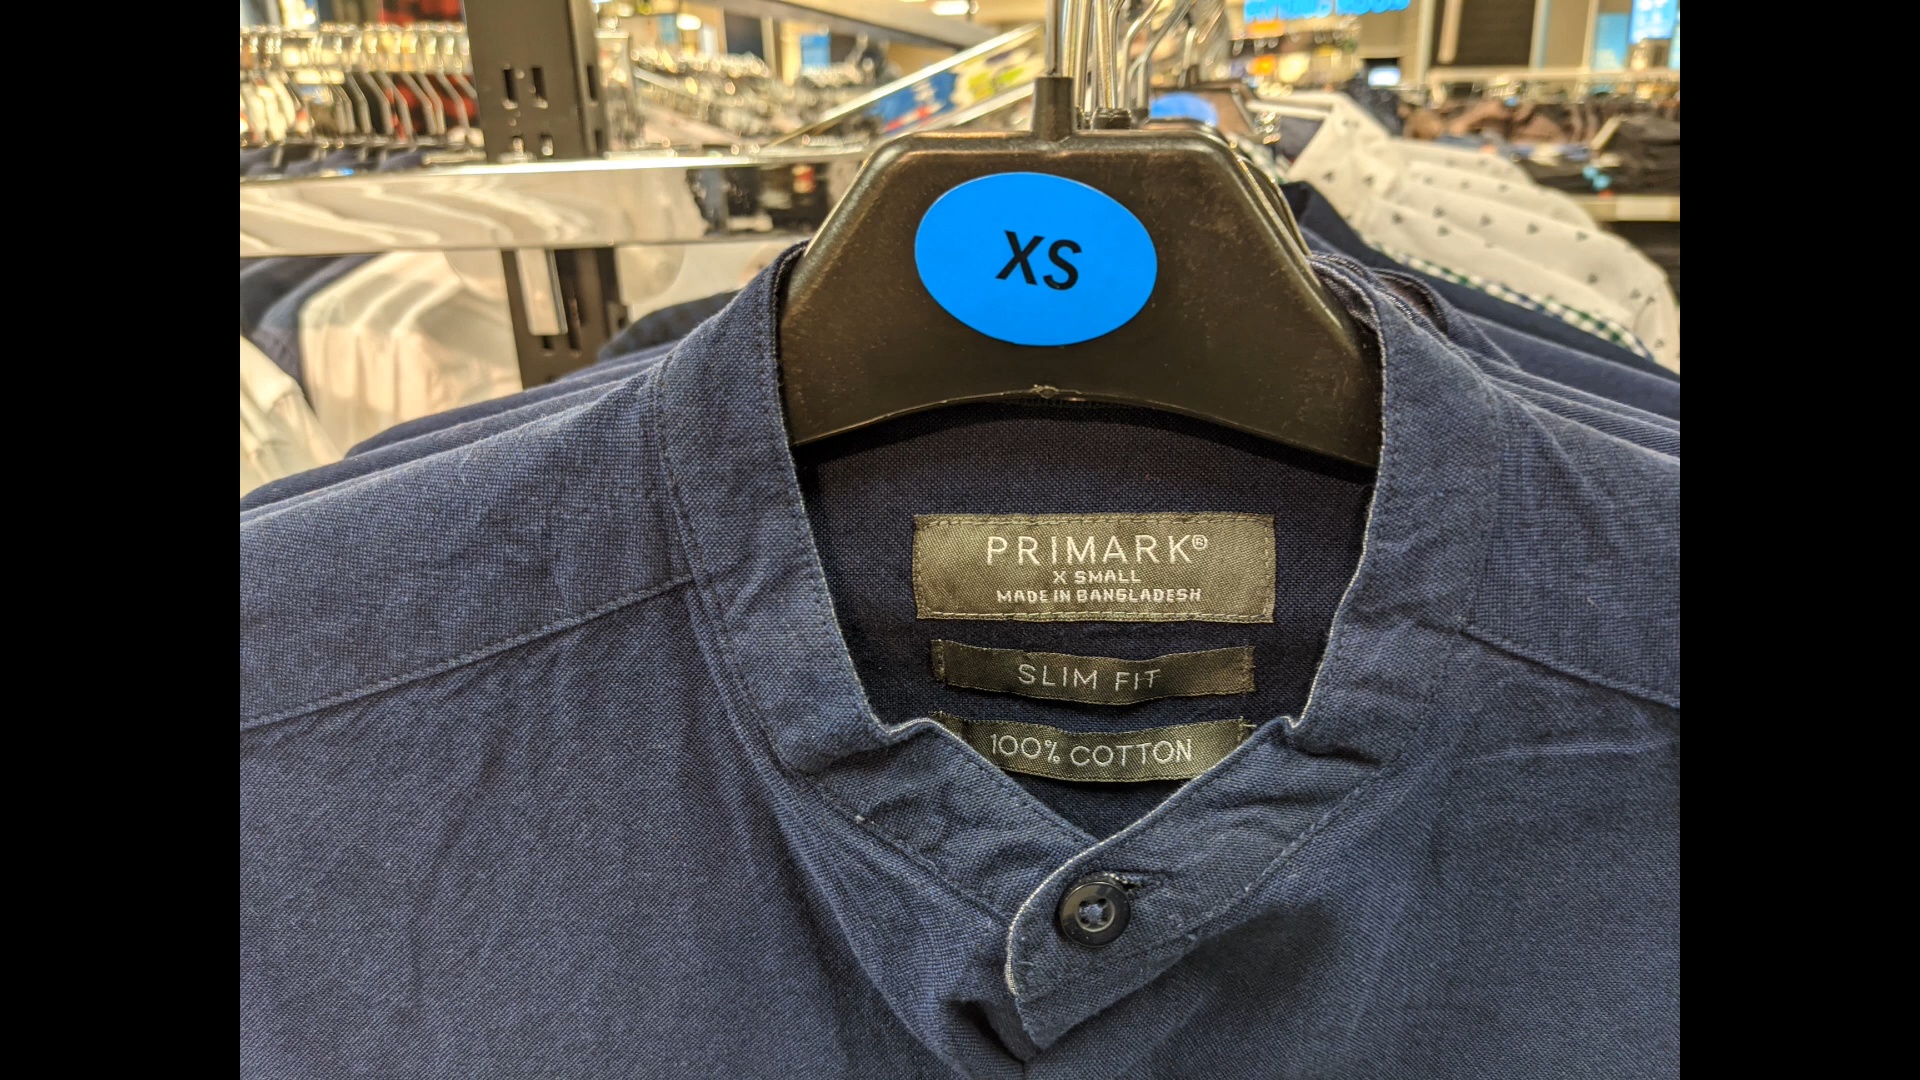 XS
PRIMARK®
X SMALL
MADE IN BANGLADESH
SLIM FIT
100% COTTON